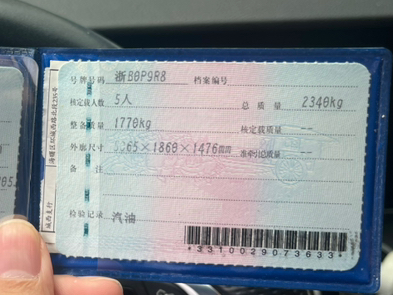 号牌号码 浙B0P9R8 档案编号
核定载人数 5人 总质量 2340kg
整备质量 1770kg 核定载质量 --
外廓尺寸 5265×1860×1476mm 准牵引总质量 --
备注
检验记录 汽油
*3310029073633*